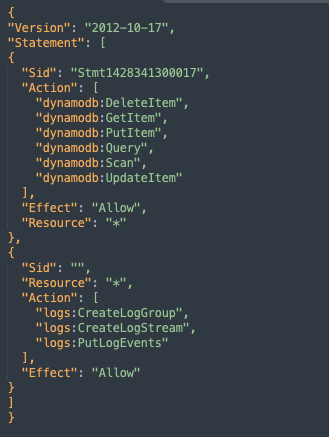 {
"Version": "2012-10-17",
"Statement": [
{
"Sid": "Stmt1428341300017",
"Action": [
"dynamodb:DeleteItem",
"dynamodb:GetItem",
"dynamodb:PutItem",
"dynamodb:Query",
"dynamodb:Scan",
"dynamodb:UpdateItem"
],
"Effect": "Allow",
"Resource": "*"
},
{
"Sid": "",
"Resource": "*",
"Action": [
"logs:CreateLogGroup",
"logs:CreateLogStream",
"logs:PutLogEvents"
],
"Effect": "Allow"
}
]
}